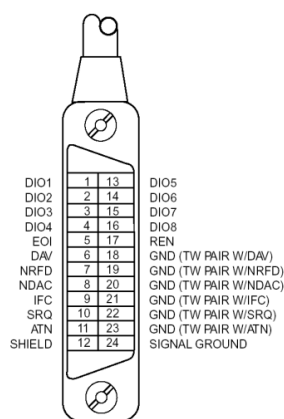 DIO1 1 13 DIO5
DIO2 2 14 DIO6
DIO3 3 15 DIO7
DIO4 4 16 DIO8
EOI 5 17 REN
DAV 6 18 GND (TW PAIR W/DAV)
NRFD 7 19 GND (TW PAIR W/NRFD)
NDAC 8 20 GND (TW PAIR W/NDAC)
IFC 9 21 GND (TW PAIR W/IFC)
SRQ 10 22 GND (TW PAIR W/SRQ)
ATN 11 23 GND (TW PAIR W/ATN)
SHIELD 12 24 SIGNAL GROUND